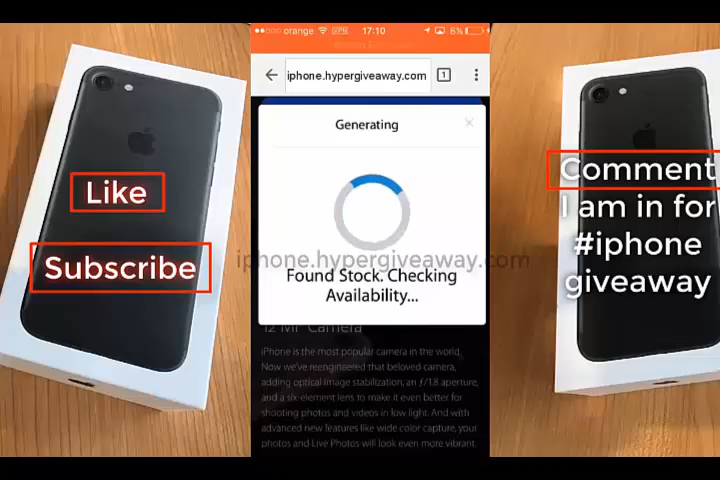 orange VPN 17:10 8%
iphone.hypergiveaway.com 1
Generating
Like
Subscribe
Comment
I am in for
#iphone
giveaway
iphone.hypergiveaway.com
Found Stock. Checking
Availability...
12 MP Camera
iPhone is the most popular camera in the world.
Now we've reengineered that beloved camera,
adding optical image stabilization, an ƒ/1.8 aperture,
and a six-element lens to make it even better for
shooting photos and videos in low light. And with
advanced new features like wide color capture, your
photos and Live Photos will look even more vibrant.